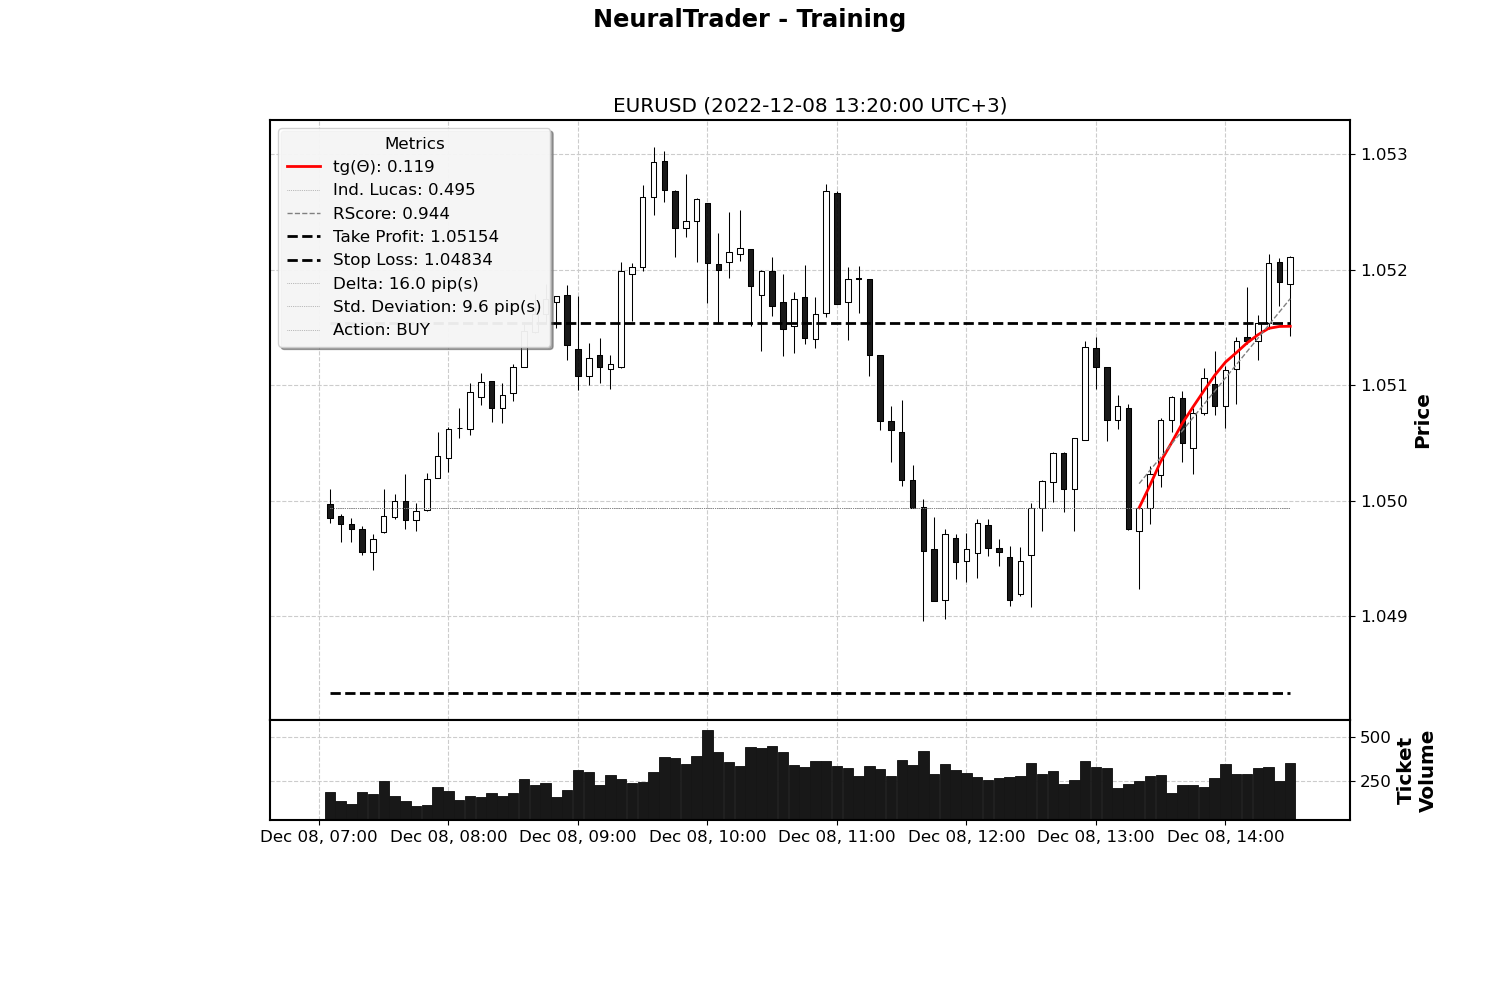 NeuralTrader - Training
EURUSD (2022-12-08 13:20:00 UTC+3)
Metrics
tg(Θ): 0.119
Ind. Lucas: 0.495
RScore: 0.944
Take Profit: 1.05154
Stop Loss: 1.04834
Delta: 16.0 pip(s)
Std. Deviation: 9.6 pip(s)
Action: BUY
1.053
1.052
1.051
1.050
1.049
Price
500
250
Ticket
Volume
Dec 08, 07:00
Dec 08, 08:00
Dec 08, 09:00
Dec 08, 10:00
Dec 08, 11:00
Dec 08, 12:00
Dec 08, 13:00
Dec 08, 14:00